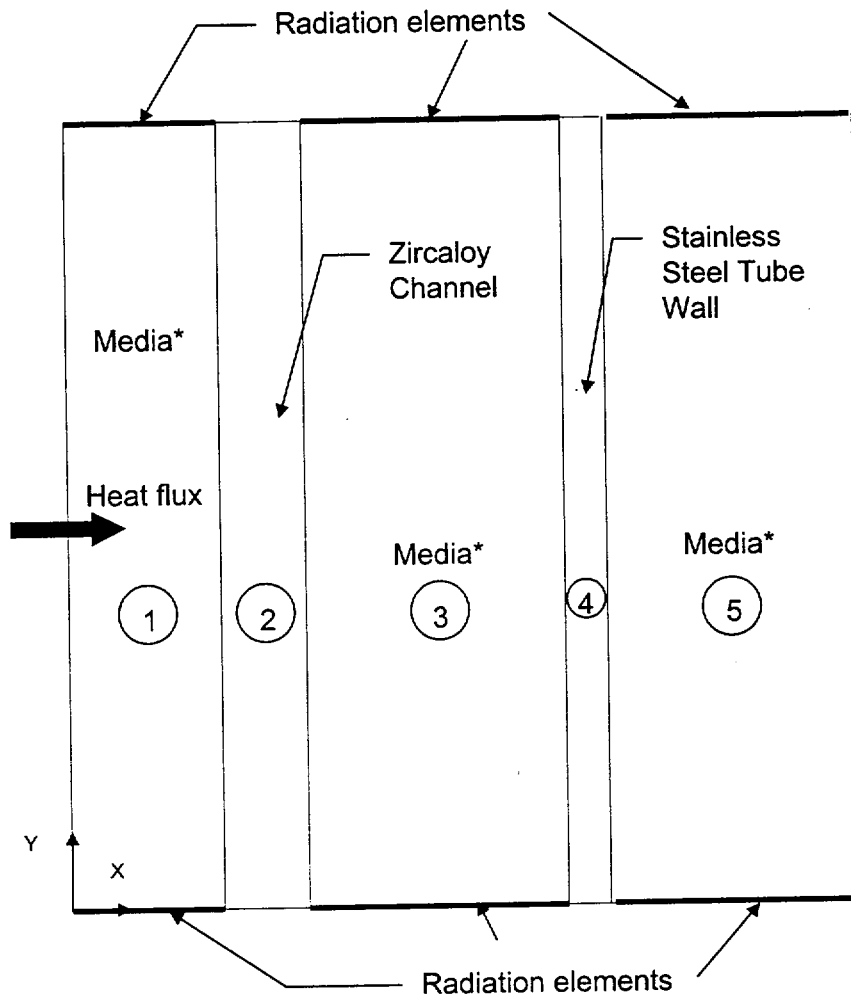 Radiation elements
Zircaloy
Channel
Stainless
Steel Tube
Wall
Media*
Heat flux
Media*
Media*
1
2
3
4
5
Y
X
Radiation elements